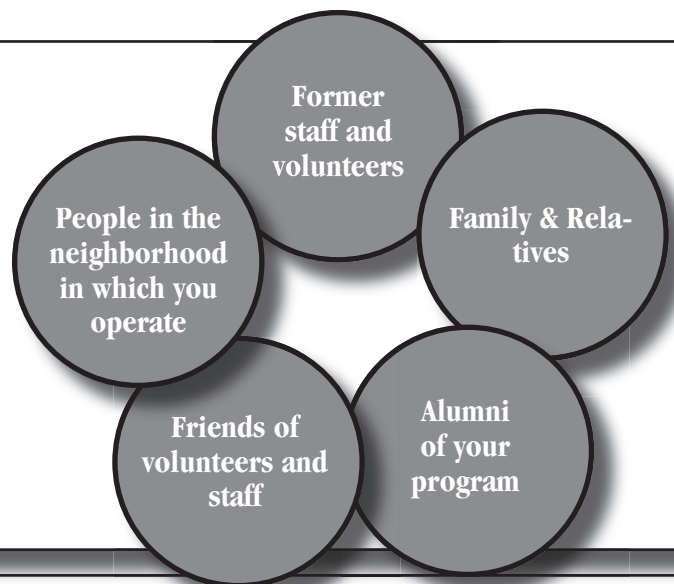 Former
staff and
volunteers
Family & Rela-
tives
People in the
neighborhood
in which you
operate
Alumni
of your
program
Friends of
volunteers and
staff